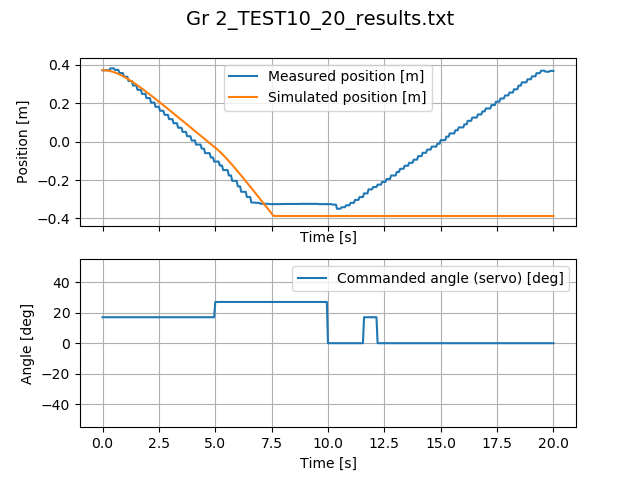 Gr 2_TEST10_20_results.txt
0.4
0.2
0.0
−0.2
−0.4
Position [m]
Measured position [m]
Simulated position [m]
Time [s]
40
20
0
−20
−40
Angle [deg]
Commanded angle (servo) [deg]
0.0 2.5 5.0 7.5 10.0 12.5 15.0 17.5 20.0
Time [s]